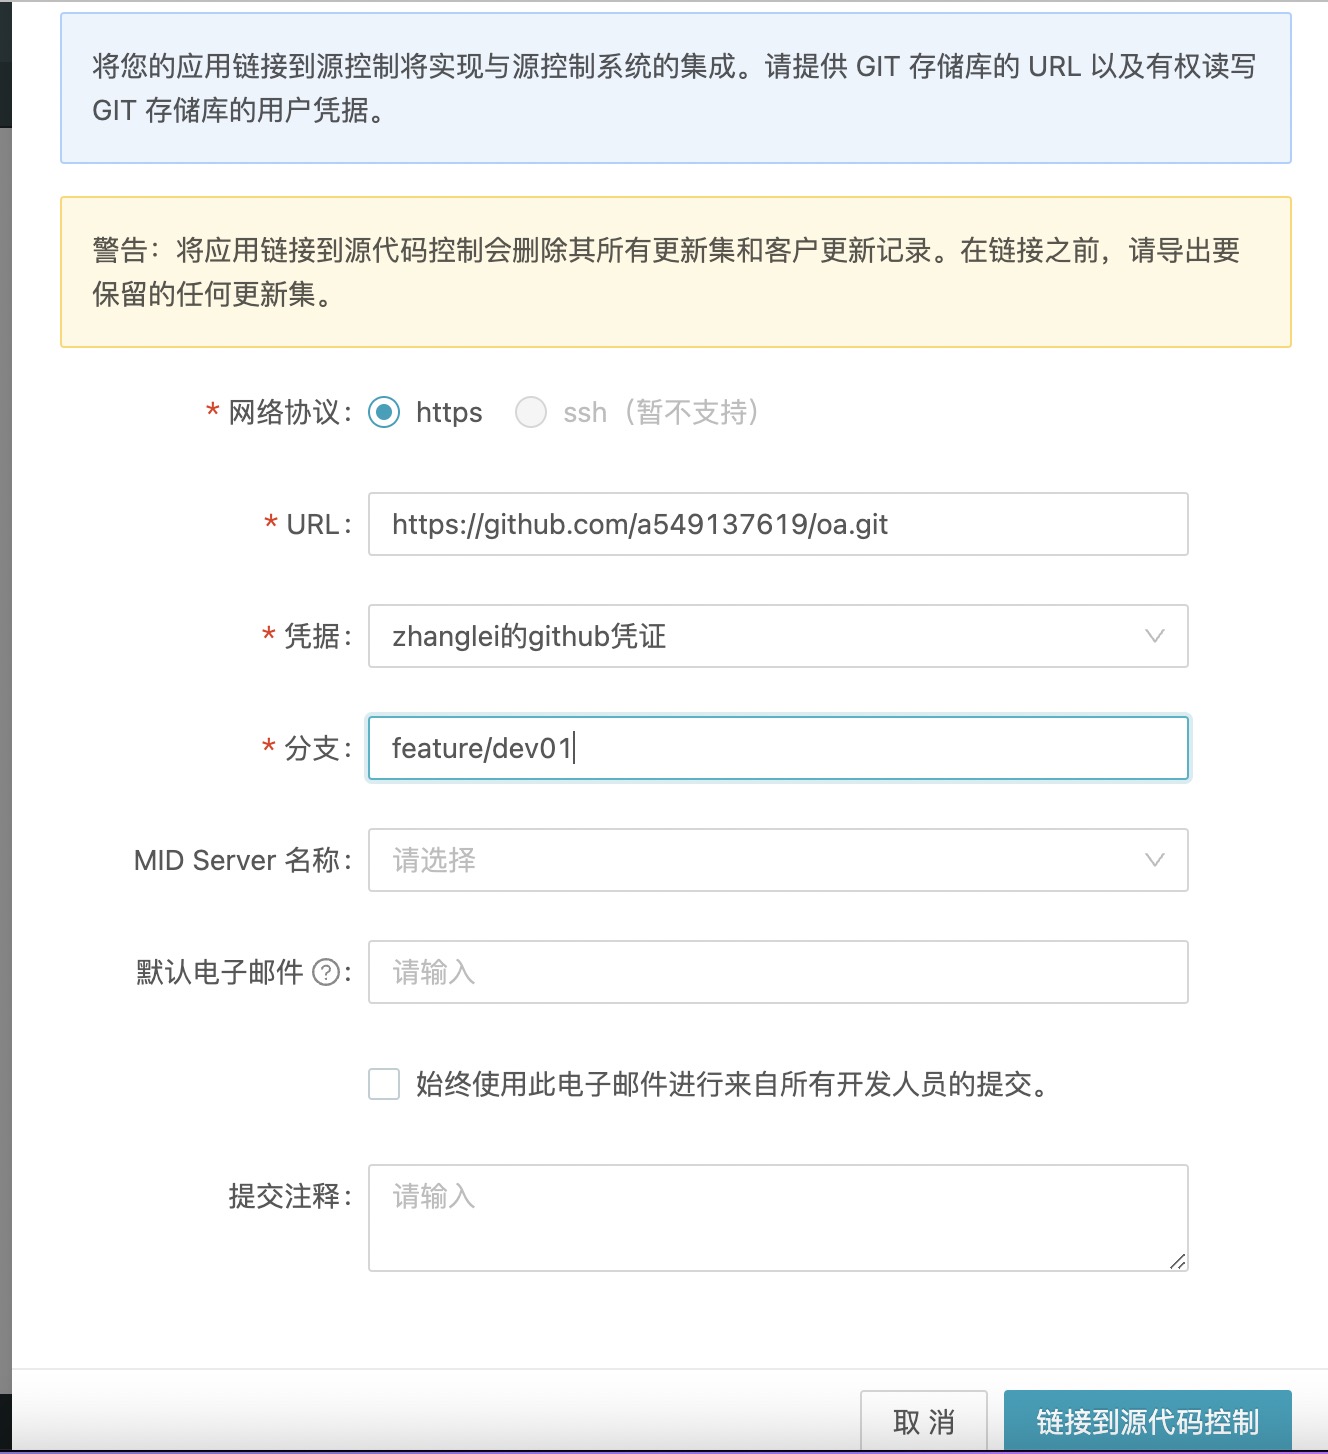 将您的应用链接到源控制将实现与源控制系统的集成。请提供 GIT 存储库的 URL 以及有权读写
GIT 存储库的用户凭据。
警告：将应用链接到源代码控制会删除其所有更新集和客户更新记录。在链接之前，请导出要
保留的任何更新集。
* 网络协议： https ssh（暂不支持）
* URL： https://github.com/a549137619/oa.git
* 凭据： zhanglei的github凭证
* 分支： feature/dev01
MID Server 名称： 请选择
默认电子邮件 ?： 请输入
始终使用此电子邮件进行来自所有开发人员的提交。
提交注释： 请输入
取 消 链接到源代码控制